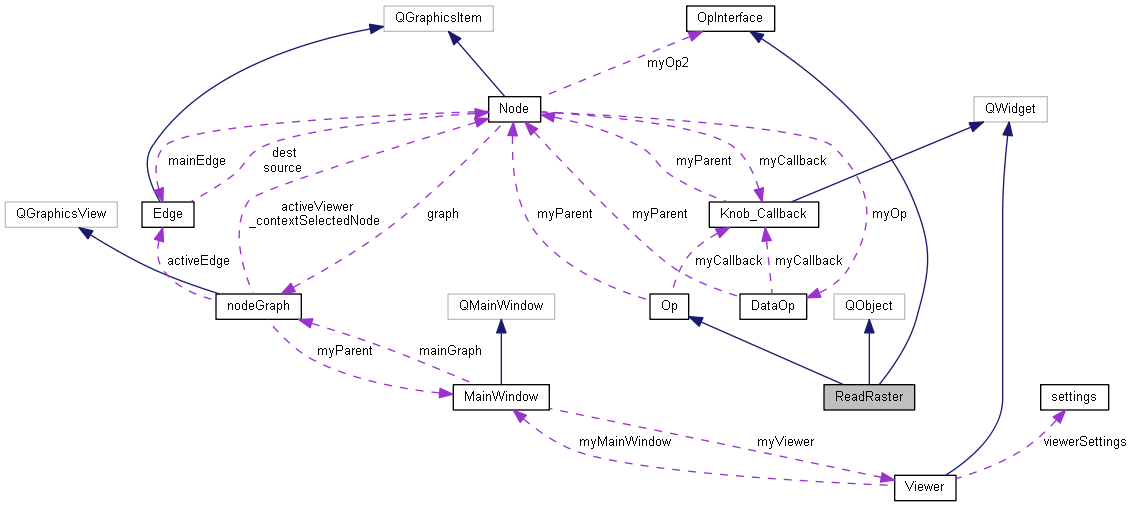 QGraphicsItem
OpInterface
myOp2
Node
QWidget
mainEdge
dest
source
myParent
myCallback
QGraphicsView
Edge
activeViewer
_contextSelectedNode
graph
myParent
myParent
Knob_Callback
myOp
activeEdge
myCallback
myCallback
nodeGraph
QMainWindow
Op
DataOp
QObject
myParent
mainGraph
MainWindow
ReadRaster
settings
myMainWindow
myViewer
viewerSettings
Viewer